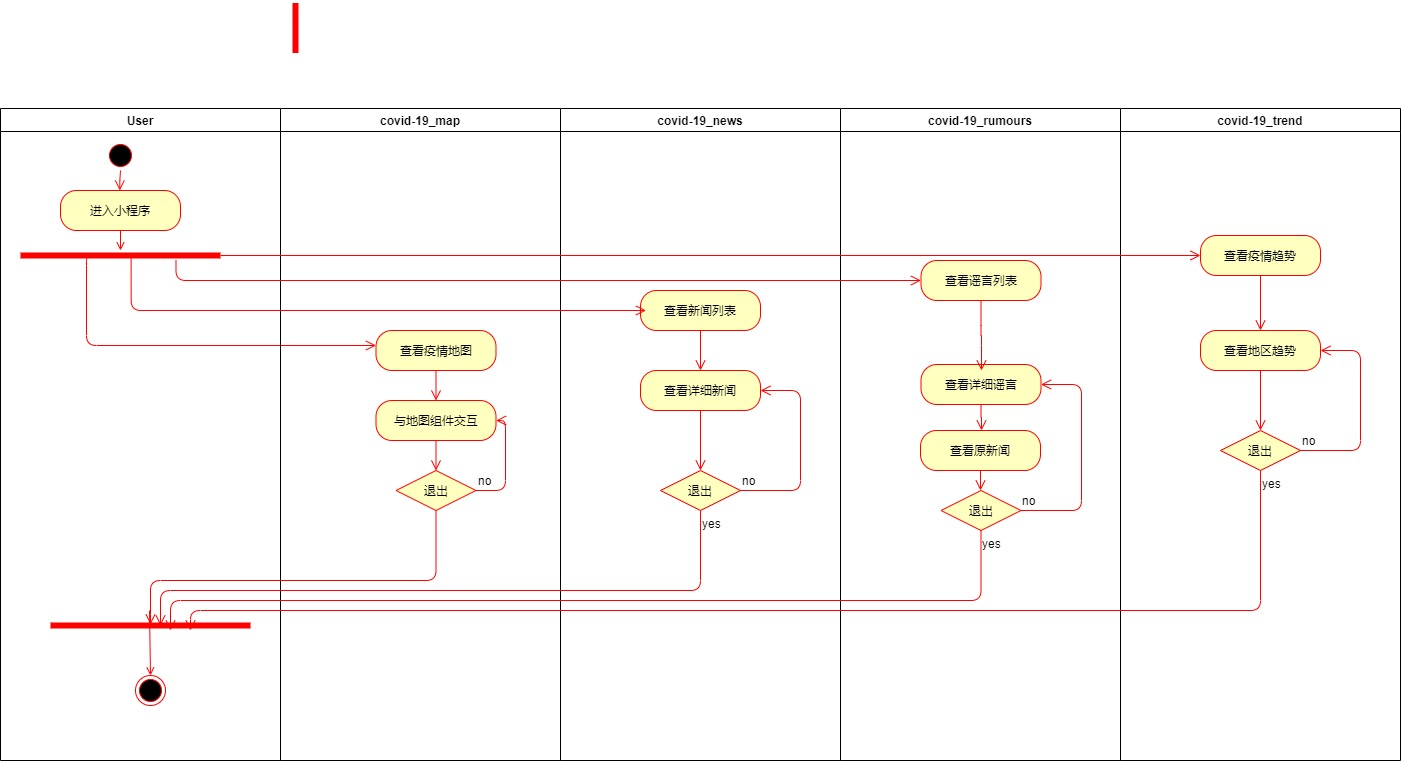 User
covid-19_map
covid-19_news
covid-19_rumours
covid-19_trend
进入小程序
查看疫情地图
与地图组件交互
退出
no
查看新闻列表
查看详细新闻
退出
no
yes
查看谣言列表
查看详细谣言
查看原新闻
退出
no
yes
查看疫情趋势
查看地区趋势
退出
no
yes